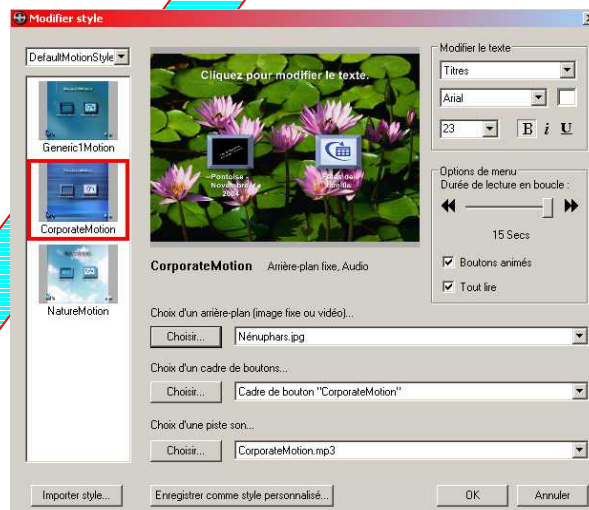 Modifier style
DefaultMotionStyle
Generic1Motion
CorporateMotion
NatureMotion
Importer style...
Cliquez pour modifier le texte.
Pontoise -
Novembre
2004
famille
CorporateMotion Arrière-plan fixe, Audio
Modifier le texte
Titres
Arial
23
B i U
Options de menu
Durée de lecture en boucle :
15 Secs
Boutons animés
Tout lire
Choix d'un arrière-plan (image fixe ou vidéo)...
Choisir... Nénuphars.jpg
Choix d'un cadre de boutons...
Choisir... Cadre de bouton "CorporateMotion"
Choix d'une piste son...
Choisir... CorporateMotion.mp3
Enregistrer comme style personnalisé...
OK
Annuler